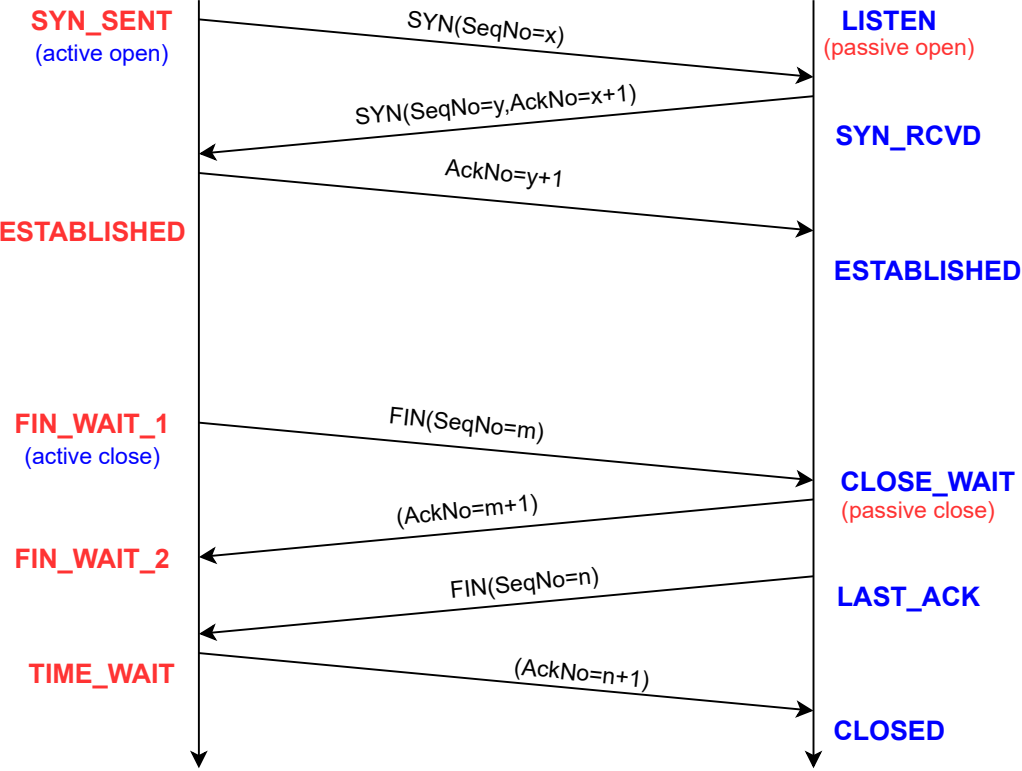 SYN_SENT
(active open)
SYN(SeqNo=x)
LISTEN
(passive open)
SYN(SeqNo=y,AckNo=x+1)
SYN_RCVD
AckNo=y+1
ESTABLISHED
ESTABLISHED
FIN_WAIT_1
(active close)
FIN(SeqNo=m)
CLOSE_WAIT
(passive close)
(AckNo=m+1)
FIN_WAIT_2
FIN(SeqNo=n)
LAST_ACK
TIME_WAIT
(AckNo=n+1)
CLOSED